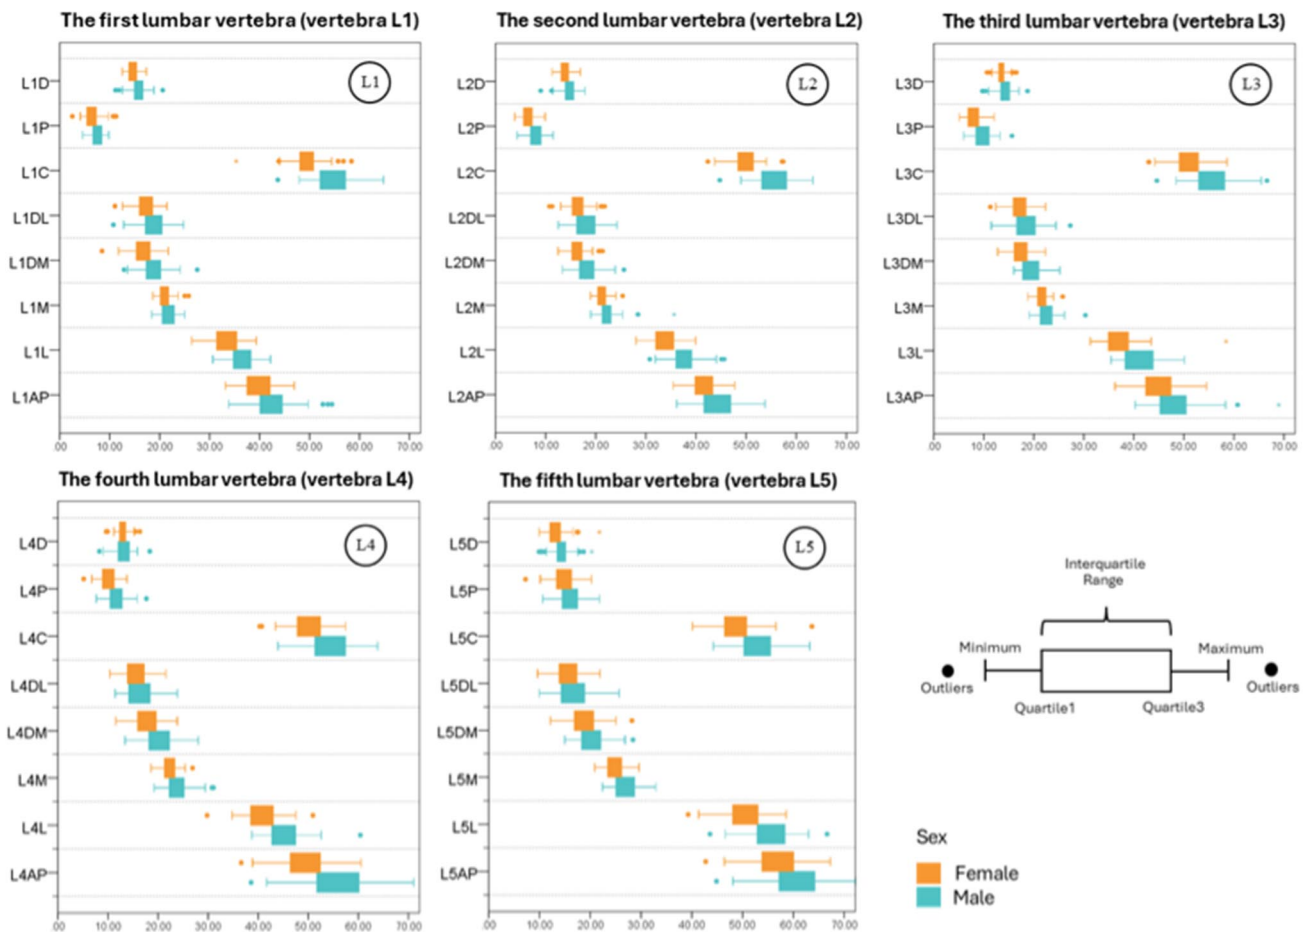 The first lumbar vertebra (vertebra L1)
L1
L1D
L1P
L1C
L1DL
L1DM
L1M
L1L
L1AP
.00 10.00 20.00 30.00 40.00 50.00 60.00 70.00
The second lumbar vertebra (vertebra L2)
L2
L2D
L2P
L2C
L2DL
L2DM
L2M
L2L
L2AP
.00 10.00 20.00 30.00 40.00 50.00 60.00 70.00
The third lumbar vertebra (vertebra L3)
L3
L3D
L3P
L3C
L3DL
L3DM
L3M
L3L
L3AP
.00 10.00 20.00 30.00 40.00 50.00 60.00 70.00
The fourth lumbar vertebra (vertebra L4)
L4
L4D
L4P
L4C
L4DL
L4DM
L4M
L4L
L4AP
.00 10.00 20.00 30.00 40.00 50.00 60.00 70.00
The fifth lumbar vertebra (vertebra L5)
L5
L5D
L5P
L5C
L5DL
L5DM
L5M
L5L
L5AP
.00 10.00 20.00 30.00 40.00 50.00 60.00 70.00
Interquartile
Range
Minimum
Maximum
Outliers
Outliers
Quartile1
Quartile3
Sex
Female
Male